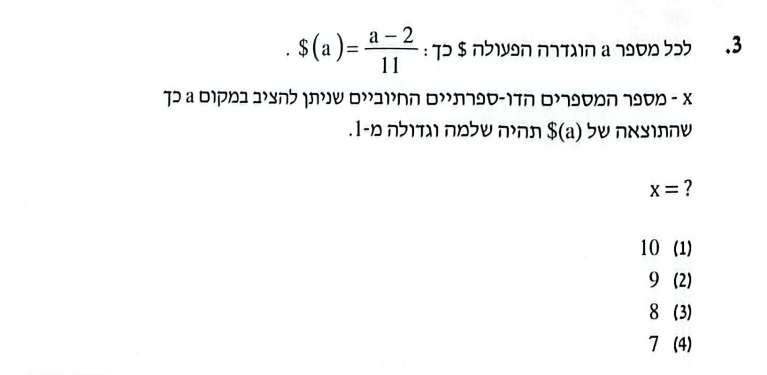 3. לכל מספר a הוגדרה הפעולה $ כך: $(a) = \frac{a-2}{11} .
x - מספר המספרים הדו-ספרתיים החיוביים שניתן להציב במקום a כך
שהתוצאה של $(a) תהיה שלמה וגדולה מ-1.
x = ?
(1) 10
(2) 9
(3) 8
(4) 7